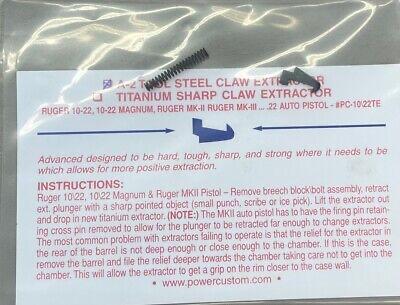 A-2 TOOL STEEL CLAW EXTRACTOR
TITANIUM SHARP CLAW EXTRACTOR
RUGER 10-22, 10-22 MAGNUM, RUGER MK-II RUGER MK-III ... .22 AUTO PISTOL - #PC-10\22TE
Advanced designed to be hard, tough, sharp, and strong where it needs to be
which allows for more positive extraction.
INSTRUCTIONS:
Ruger 10\22, 10\22 Magnum & Ruger MKII Pistol – Remove breech block\bolt assembly, retract
ext. plunger with a sharp pointed object (small punch, scribe or ice pick). Lift the extractor out
and drop in new titanium extractor. (NOTE:) The MKII auto pistol has to have the firing pin retain-
ing cross pin removed to allow for the plunger to be retracted far enough to change extractors.
The most common problem with extractors failing to operate is that the relief for the extractor in
the rear of the barrel is not deep enough or close enough to the chamber. If this is the case,
remove the barrel and file the relief deeper towards the chamber taking care not to get into the
chamber. This will allow the extractor to get a grip on the rim closer to the case wall.
• www.powercustom.com •